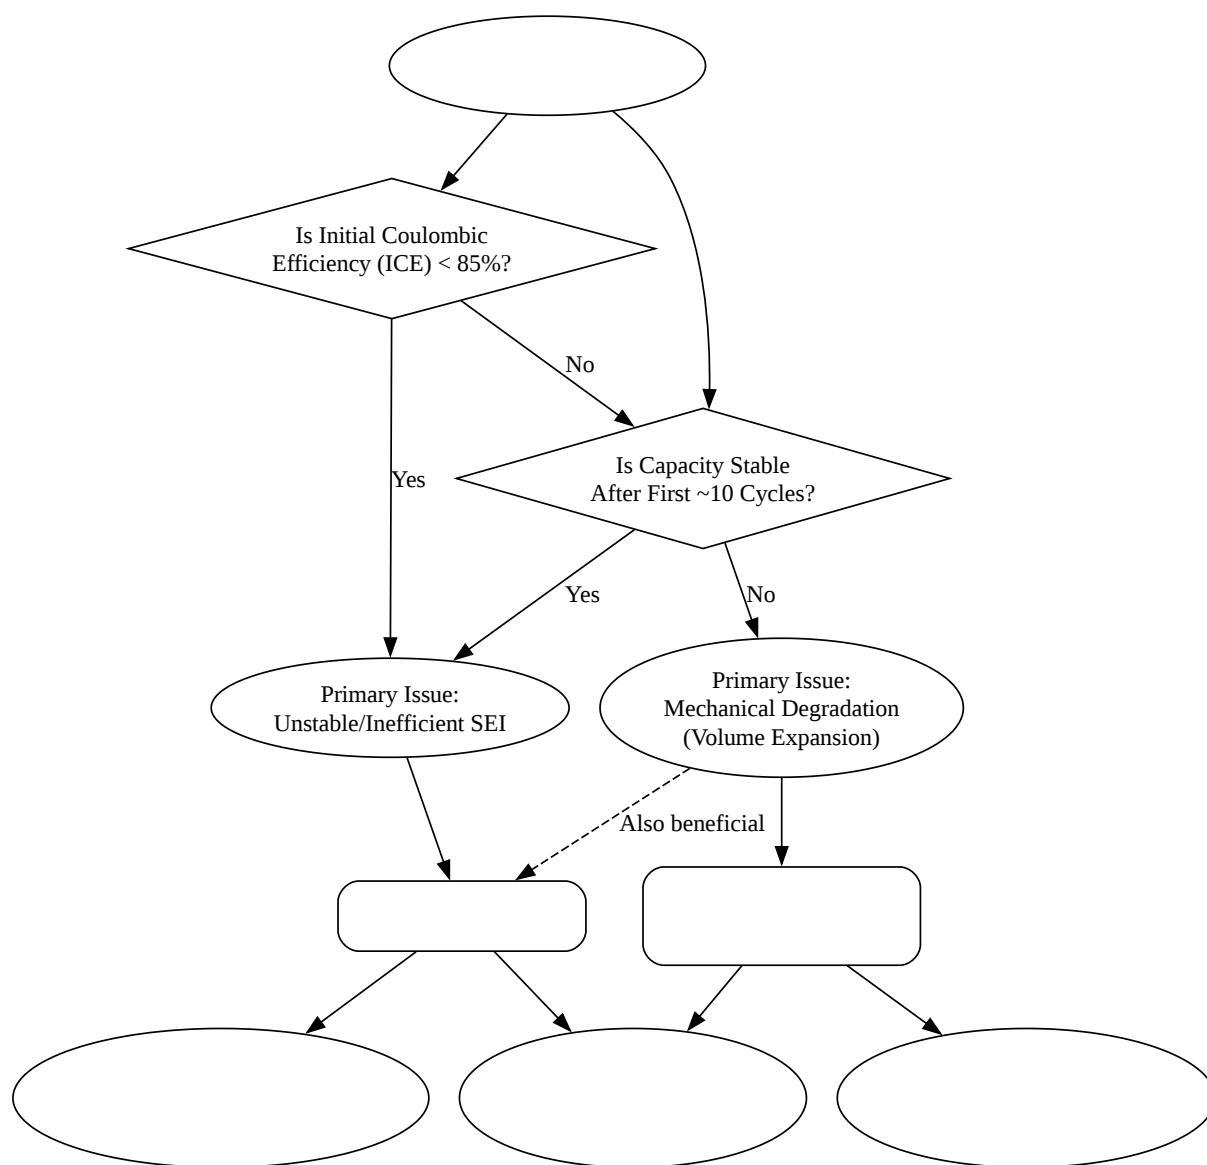 Is Initial Coulombic
Efficiency (ICE) < 85%?
No
Is Capacity Stable
After First ~10 Cycles?
Yes
Yes
No
Primary Issue:
Unstable/Inefficient SEI
Primary Issue:
Mechanical Degradation
(Volume Expansion)
Also beneficial